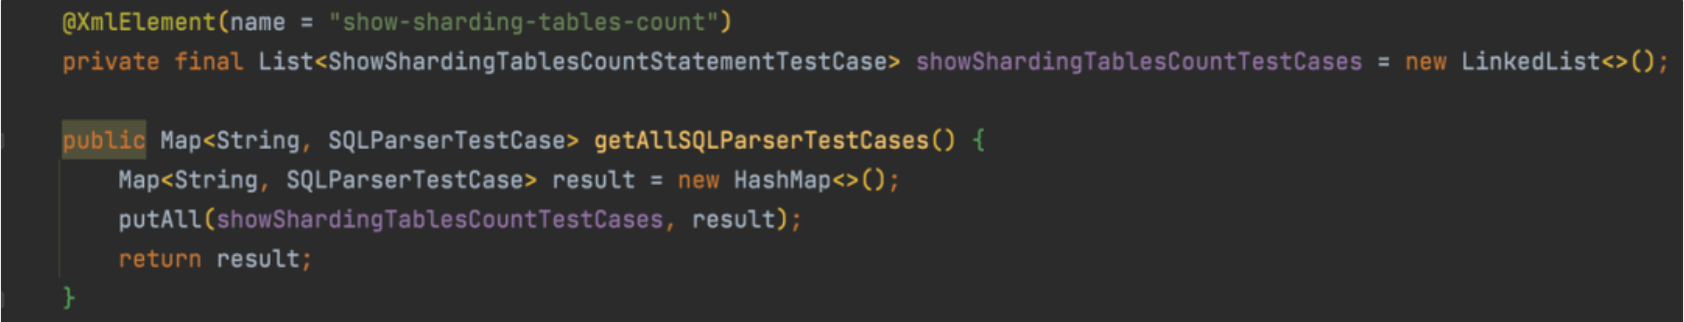 @XmlElement(name = "show-sharding-tables-count")
private final List<ShowShardingTablesCountStatementTestCase> showShardingTablesCountTestCases = new LinkedList<>();
public Map<String, SQLParserTestCase> getAllSQLParserTestCases() {
Map<String, SQLParserTestCase> result = new HashMap<>();
putAll(showShardingTablesCountTestCases, result);
return result;
}